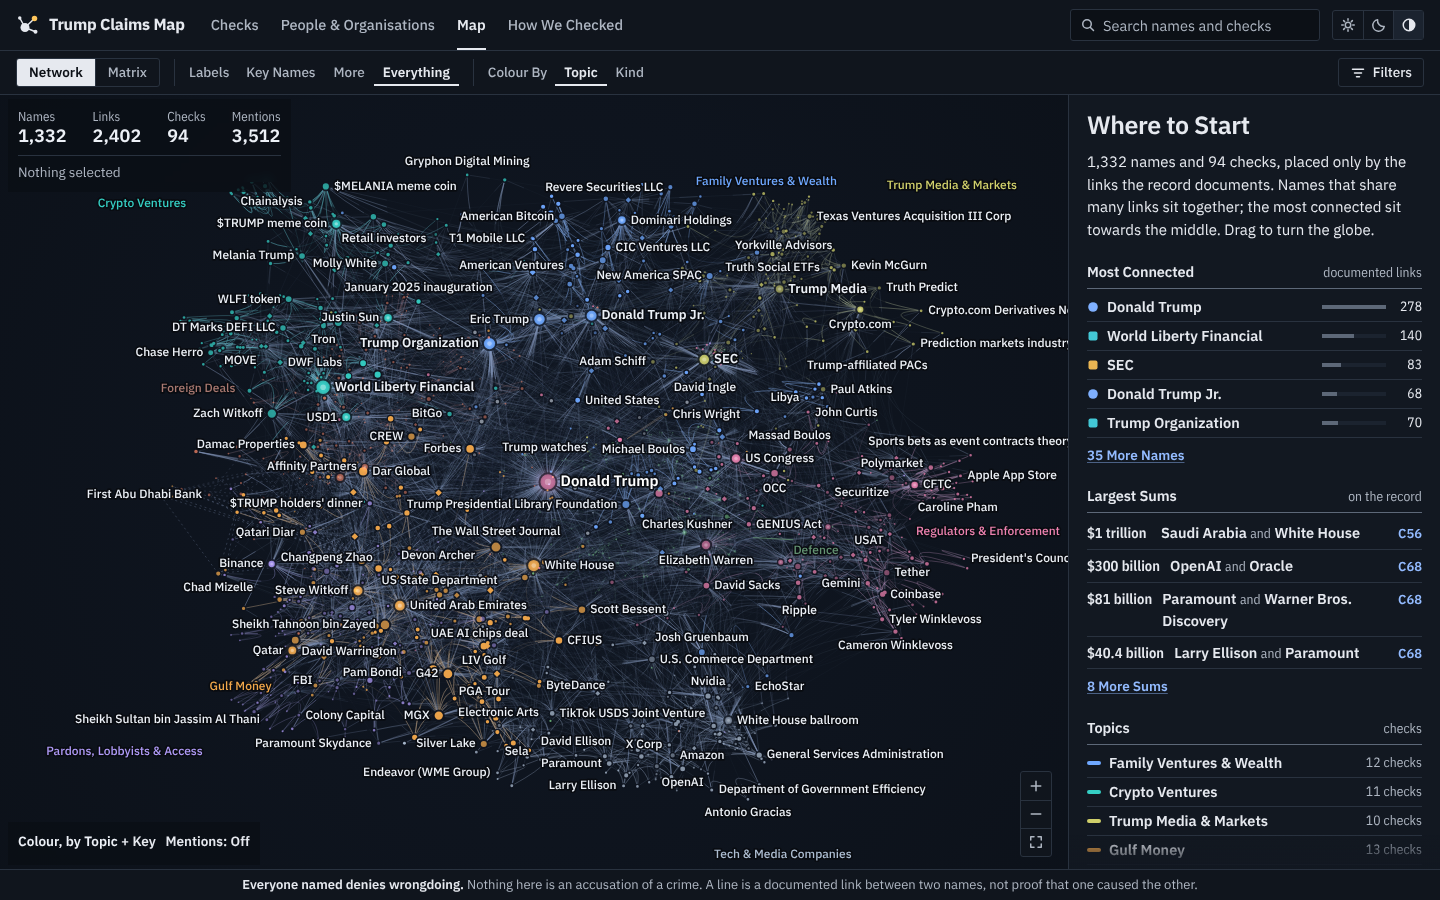 Trump Claims Map
Checks
People & Organisations
Map
How We Checked
Search names and checks
Network
Matrix
Labels
Key Names
More
Everything
Colour By
Topic
Kind
Filters
Names
Links
Checks
Mentions
1,332
2,402
94
3,512
Nothing selected
Gryphon Digital Mining
$MELANIA meme coin
Revere Securities LLC
Family Ventures & Wealth
Trump Media & Markets
Crypto Ventures
Chainalysis
American Bitcoin
Dominari Holdings
Texas Ventures Acquisition III Corp
$TRUMP meme coin
Retail investors
T1 Mobile LLC
CIC Ventures LLC
Yorkville Advisors
Melania Trump
Molly White
American Ventures
New America SPAC
Truth Social ETFs
Kevin McGurn
January 2025 inauguration
Trump Media
Truth Predict
WLFI token
Justin Sun
Eric Trump
Donald Trump Jr.
Crypto.com Derivatives N
DT Marks DEFI LLC
Crypto.com
Tron
Trump Organization
Prediction markets industry
Chase Herro
MOVE
DWF Labs
Adam Schiff
SEC
Trump-affiliated PACs
Foreign Deals
World Liberty Financial
David Ingle
Paul Atkins
Libya
United States
Zach Witkoff
USD1
BitGo
Chris Wright
John Curtis
CREW
Massad Boulos
Damac Properties
Forbes
Trump watches
Michael Boulos
Sports bets as event contracts theory
US Congress
Polymarket
Affinity Partners
Dar Global
Apple App Store
Donald Trump
CFTC
First Abu Dhabi Bank
OCC
Securitize
$TRUMP holders' dinner
Trump Presidential Library Foundation
Caroline Pham
Charles Kushner
GENIUS Act
Qatari Diar
The Wall Street Journal
Regulators & Enforcement
USAT
Changpeng Zhao
Devon Archer
Defence
Binance
White House
Elizabeth Warren
President's Counc
US State Department
Tether
Chad Mizelle
Steve Witkoff
David Sacks
Gemini
Coinbase
United Arab Emirates
Scott Bessent
Ripple
Sheikh Tahnoon bin Zayed
Tyler Winklevoss
UAE AI chips deal
CFIUS
Josh Gruenbaum
Cameron Winklevoss
Qatar
David Warrington
LIV Golf
U.S. Commerce Department
Pam Bondi
G42
FBI
Nvidia
Gulf Money
ByteDance
EchoStar
PGA Tour
Sheikh Sultan bin Jassim Al Thani
Colony Capital
MGX
Electronic Arts
TikTok USDS Joint Venture
White House ballroom
Pardons, Lobbyists & Access
Paramount Skydance
Silver Lake
Sela
David Ellison
X Corp
Amazon
General Services Administration
Paramount
Endeavor (WME Group)
Larry Ellison
OpenAI
Department of Government Efficiency
Antonio Gracias
Tech & Media Companies
Colour, by Topic + Key
Mentions: Off
Where to Start
1,332 names and 94 checks, placed only by the
links the record documents. Names that share
many links sit together; the most connected sit
towards the middle. Drag to turn the globe.
Most Connected documented links
Donald Trump 278
World Liberty Financial 140
SEC 83
Donald Trump Jr. 68
Trump Organization 70
35 More Names
Largest Sums on the record
$1 trillion Saudi Arabia and White House C56
$300 billion OpenAI and Oracle C68
$81 billion Paramount and Warner Bros. C68
Discovery
$40.4 billion Larry Ellison and Paramount C68
8 More Sums
Topics checks
Family Ventures & Wealth 12 checks
Crypto Ventures 11 checks
Trump Media & Markets 10 checks
Gulf Money 13 checks
Everyone named denies wrongdoing. Nothing here is an accusation of a crime. A line is a documented link between two names, not proof that one caused the other.